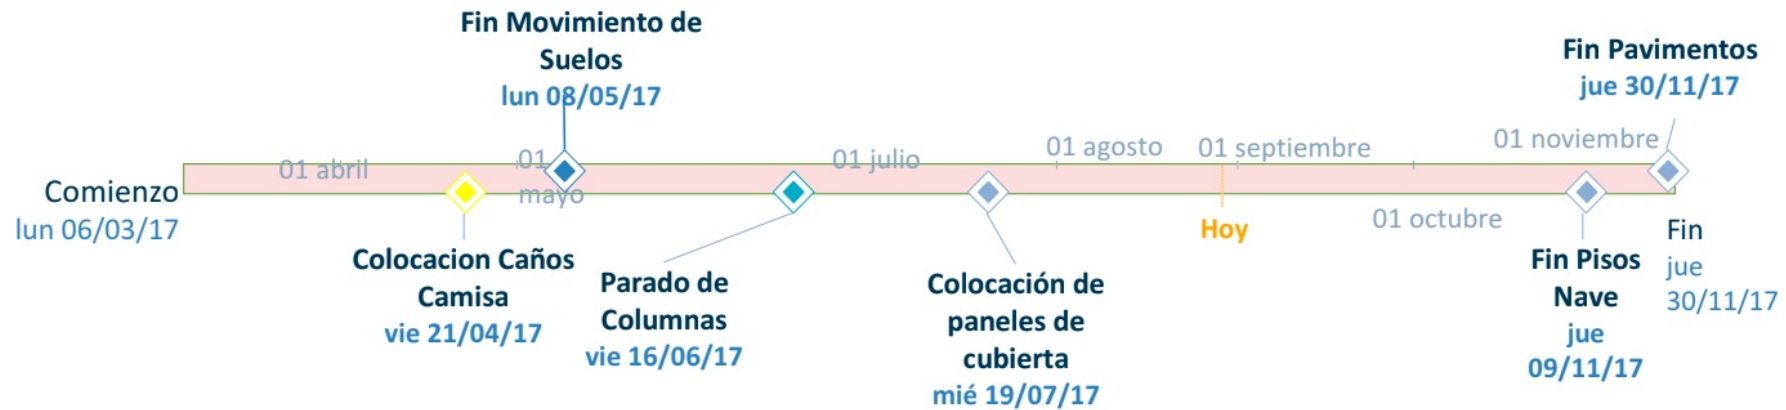 Fin Movimiento de
Suelos
lun 08/05/17
Fin Pavimentos
jue 30/11/17
01 abril
01
mayo
01 julio
01 agosto
01 septiembre
01 noviembre
Comienzo
lun 06/03/17
Hoy
01 octubre
Colocacion Caños
Camisa
vie 21/04/17
Parado de
Columnas
vie 16/06/17
Colocación de
paneles de
cubierta
mié 19/07/17
Fin Pisos
Nave
jue
09/11/17
Fin
jue
30/11/17